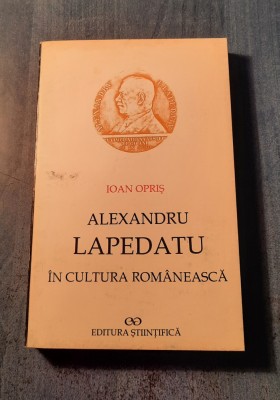 IOAN OPRIȘ
ALEXANDRU
LAPEDATU
ÎN CULTURA ROMÂNEASCĂ
EDITURA ȘTIINȚIFICĂ